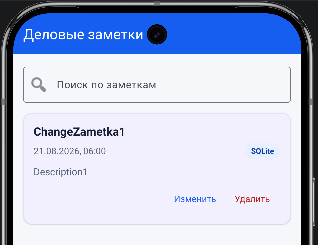 Деловые заметки
Поиск по заметкам
ChangeZametka1
21.08.2026, 06:00 SQLite
Description1
Изменить Удалить